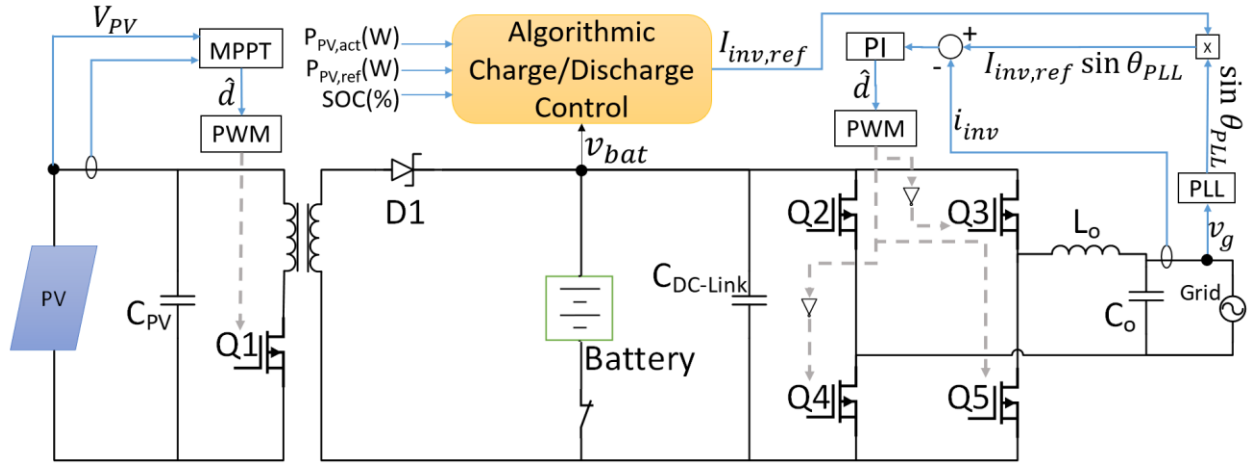 V_PV
MPPT
d̂
PWM
P_PV,act(W)
P_PV,ref(W)
SOC(%)
Algorithmic
Charge/Discharge
Control
I_inv,ref
v_bat
PI
+
-
I_inv,ref sin θ_PLL
x
d̂
PWM
i_inv
sin θ_PLL
PLL
v_g
PV
C_PV
Q1
D1
Battery
C_DC-Link
Q2
Q3
Q4
Q5
L_o
C_o
Grid